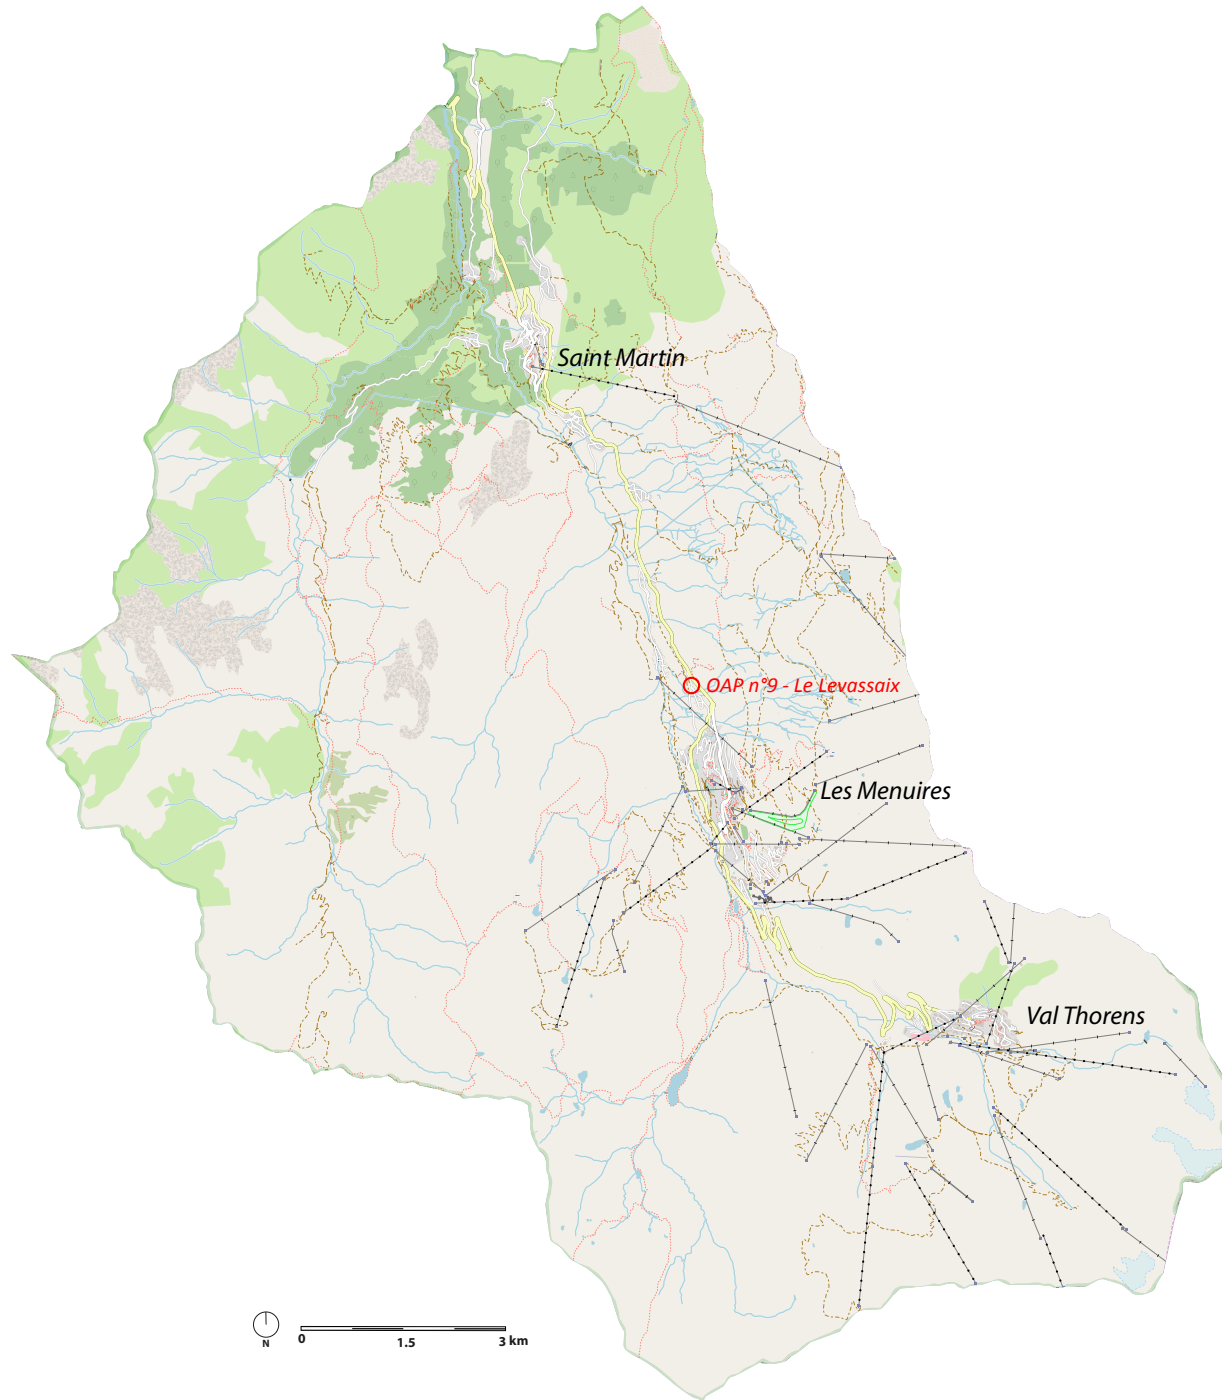 Saint Martin
OAP n°9 - Le Levassaix
Les Menuires
Val Thorens
N
0
1.5
3 km